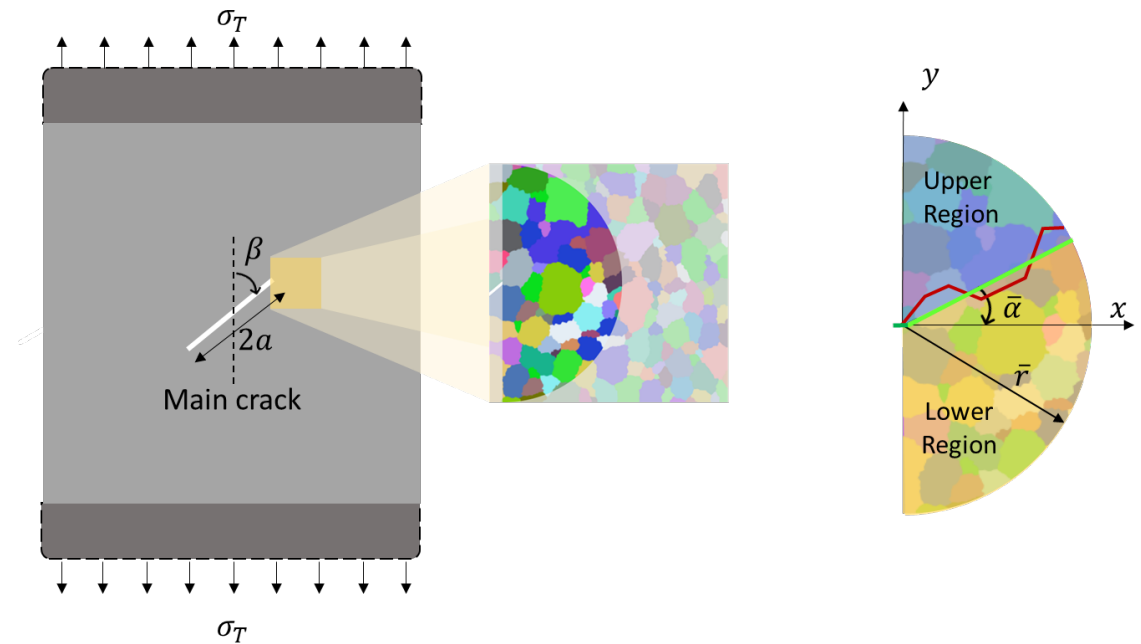 σ_T
β
2a
Main crack
σ_T
y
Upper
Region
ᾱ
x
r̄
Lower
Region